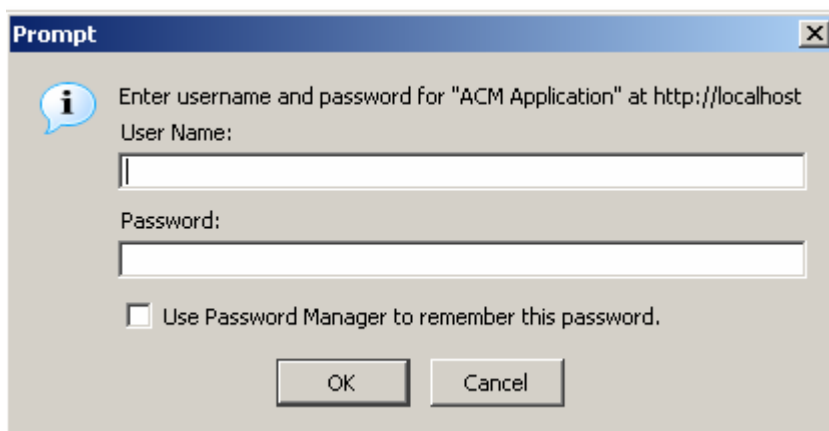 Prompt
Enter username and password for "ACM Application" at http://localhost
User Name:
Password:
Use Password Manager to remember this password.
OK Cancel